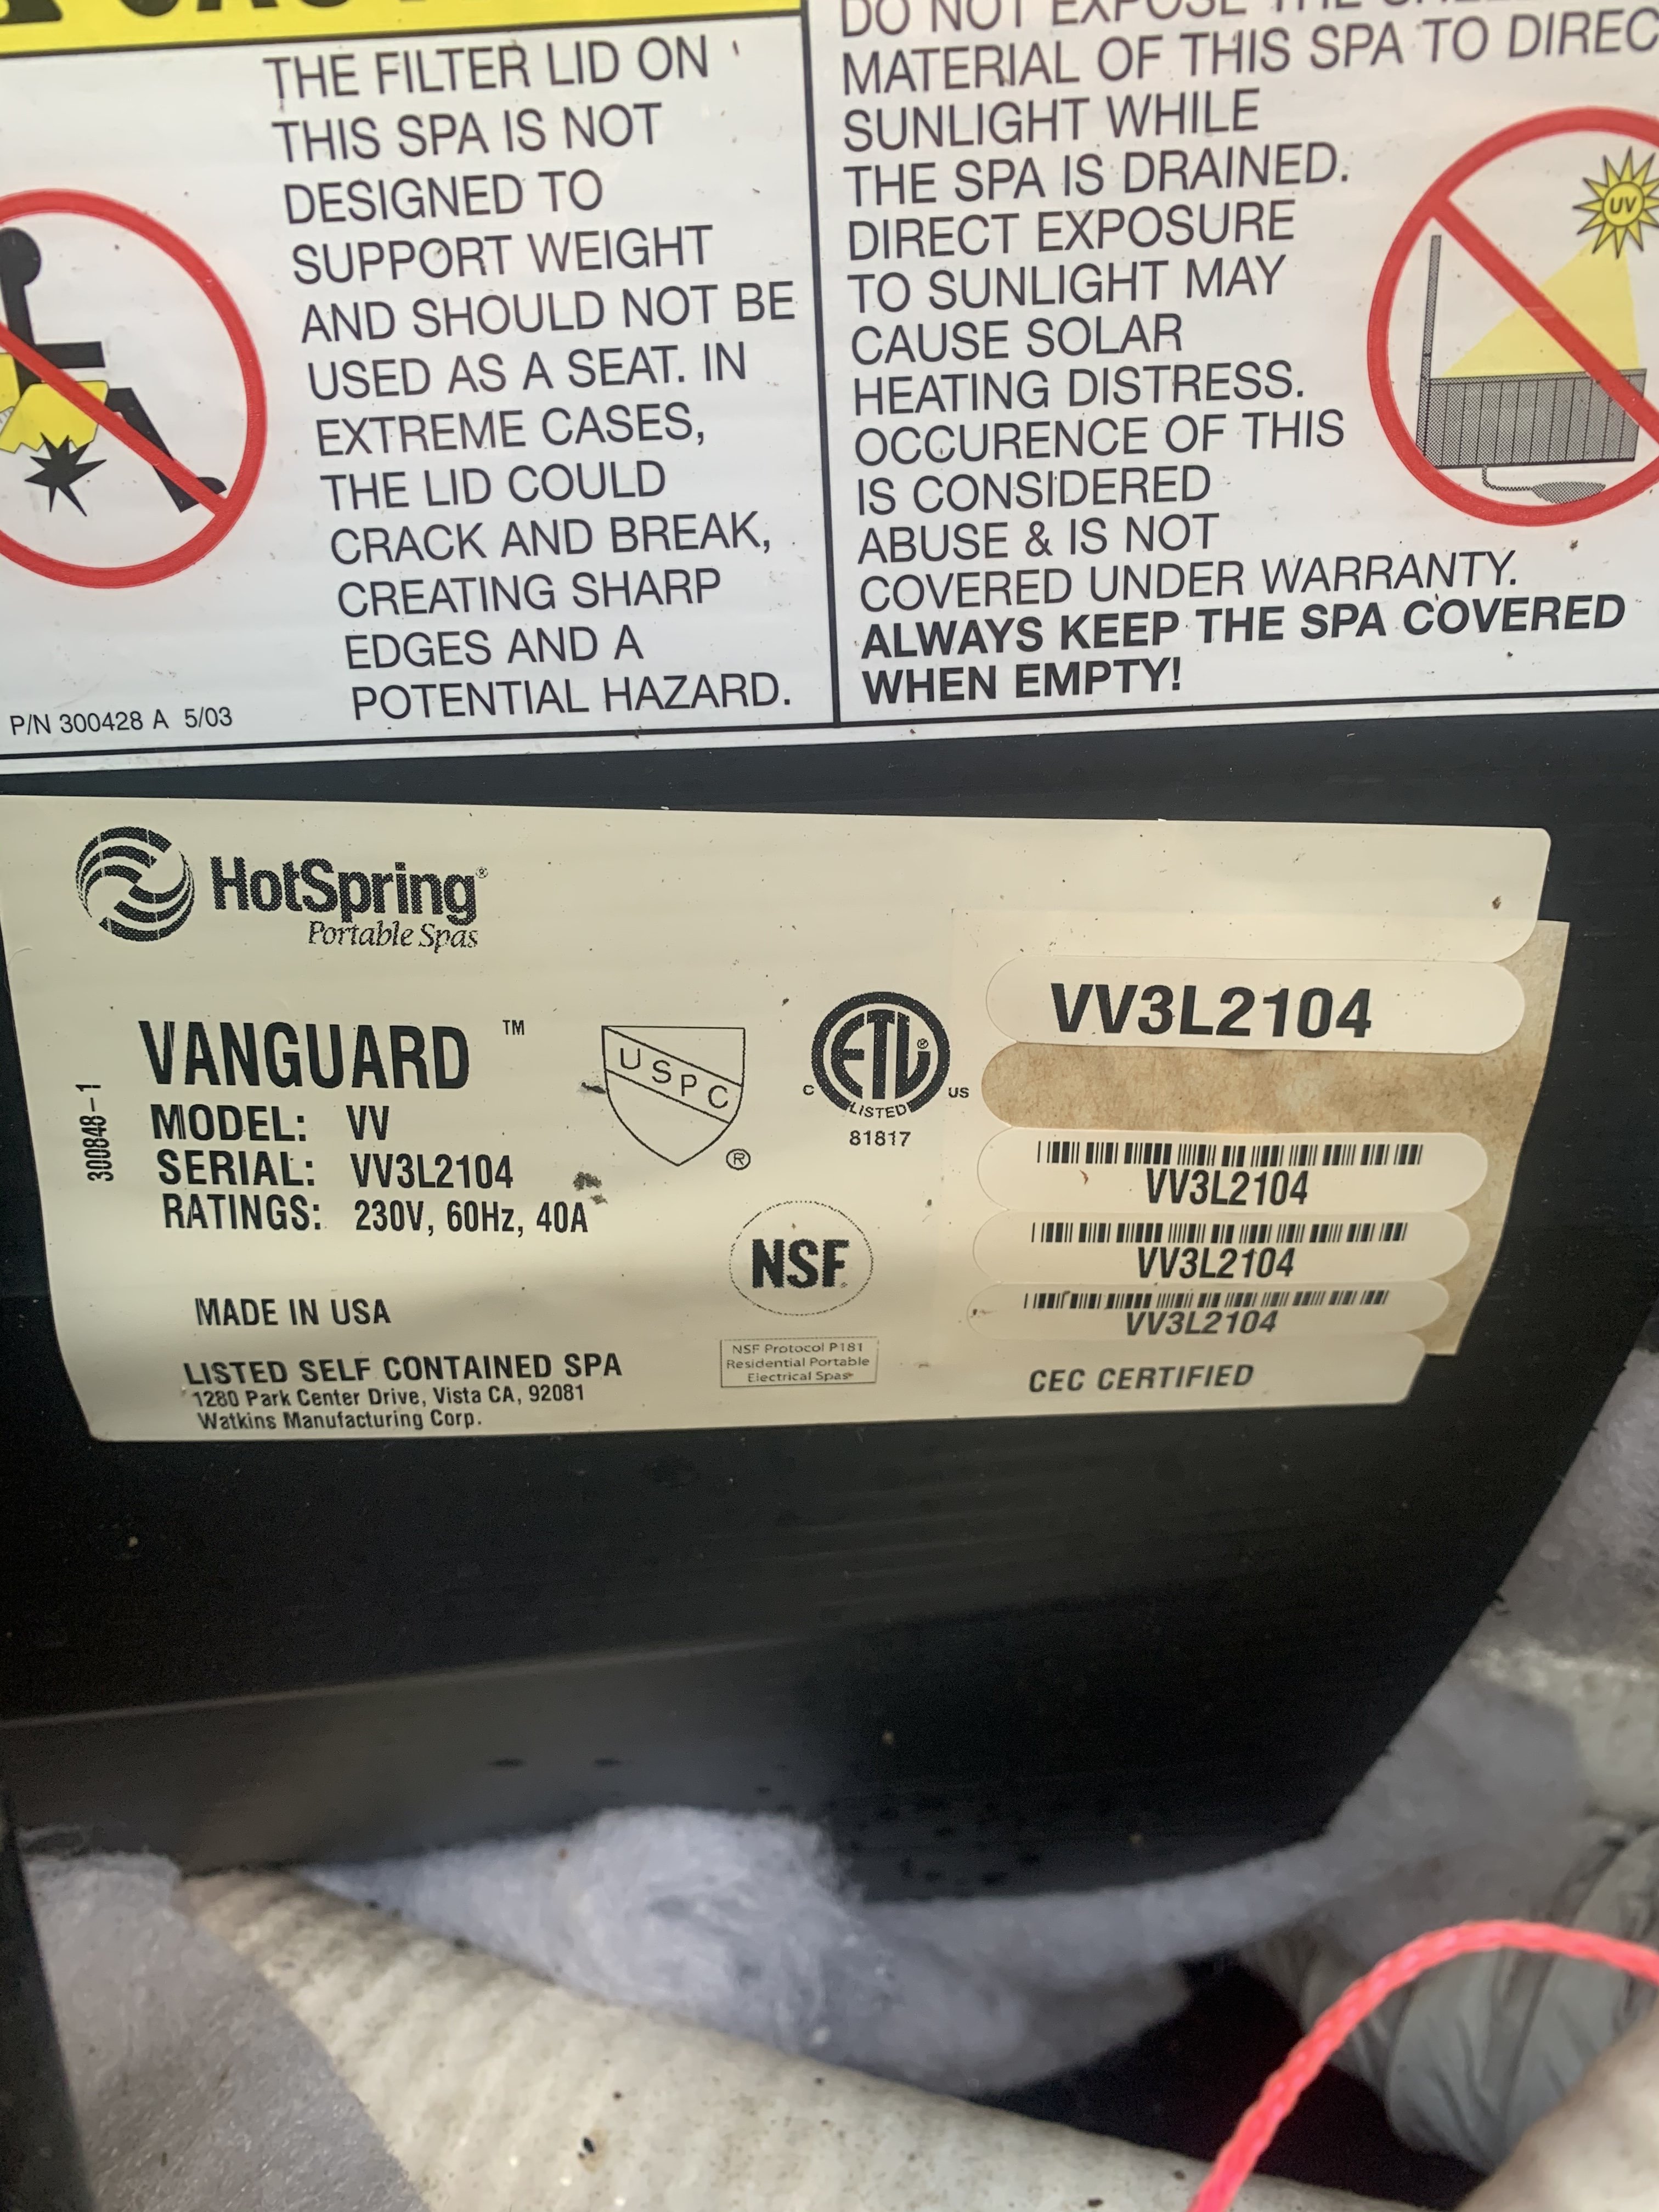 THE FILTER LID ON
THIS SPA IS NOT
DESIGNED TO
SUPPORT WEIGHT
AND SHOULD NOT BE
USED AS A SEAT. IN
EXTREME CASES,
THE LID COULD
CRACK AND BREAK,
CREATING SHARP
EDGES AND A
POTENTIAL HAZARD.
P/N 300428 A 5/03
DO NOT EXPOSE THE
MATERIAL OF THIS SPA TO DIREC
SUNLIGHT WHILE
THE SPA IS DRAINED.
DIRECT EXPOSURE
TO SUNLIGHT MAY
CAUSE SOLAR
HEATING DISTRESS.
OCCURENCE OF THIS
IS CONSIDERED
ABUSE & IS NOT
COVERED UNDER WARRANTY.
ALWAYS KEEP THE SPA COVERED
WHEN EMPTY!
UV
HotSpring®
Portable Spas
VANGUARD™
MODEL: VV
SERIAL: VV3L2104
RATINGS: 230V, 60Hz, 40A
300848-1
MADE IN USA
LISTED SELF CONTAINED SPA
1280 Park Center Drive, Vista CA, 92081
Watkins Manufacturing Corp.
USPC
®
ETL®
C US
LISTED
81817
NSF
NSF Protocol P181
Residential Portable
Electrical Spas
VV3L2104
VV3L2104
VV3L2104
VV3L2104
CEC CERTIFIED